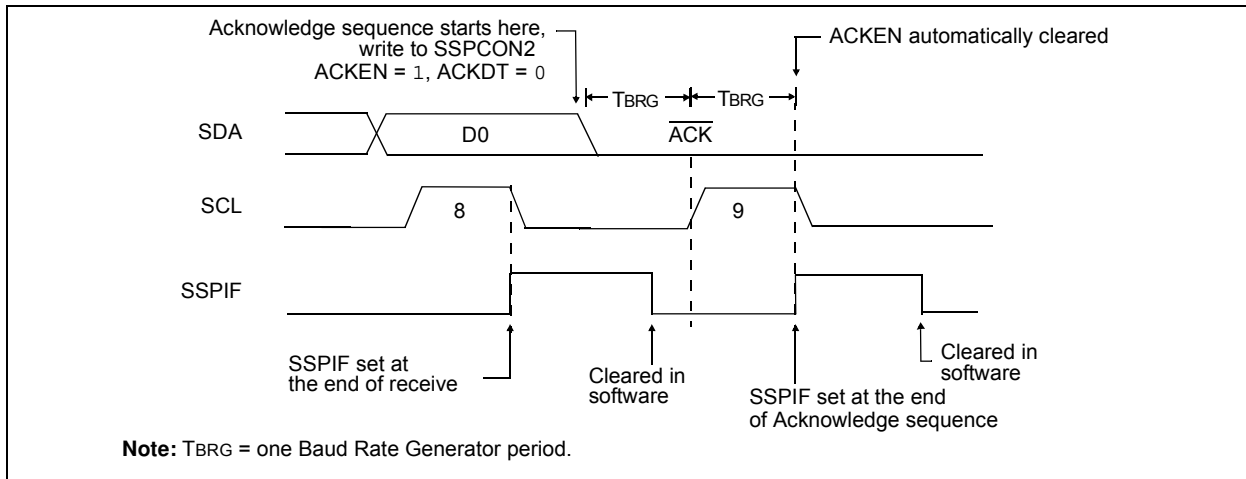 Acknowledge sequence starts here,
write to SSPCON2
ACKEN = 1, ACKDT = 0
ACKEN automatically cleared
TBRG
TBRG
SDA
D0
ACK
SCL
8
9
SSPIF
SSPIF set at
the end of receive
Cleared in
software
SSPIF set at the end
of Acknowledge sequence
Cleared in
software
Note: TBRG = one Baud Rate Generator period.